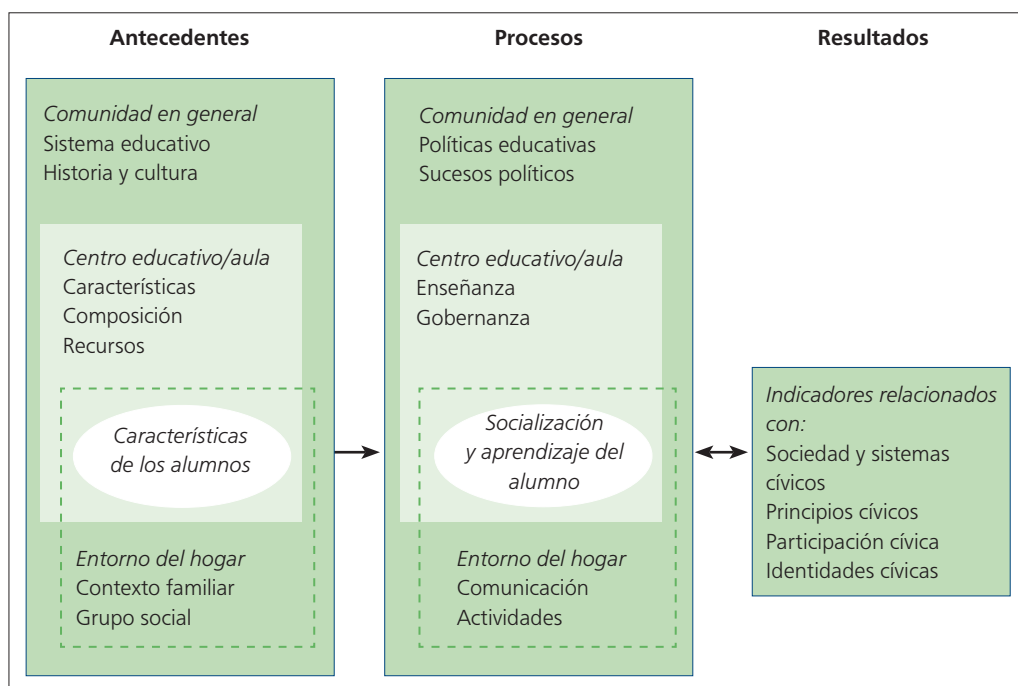 Antecedentes
Procesos
Resultados
Comunidad en general
Sistema educativo
Historia y cultura
Centro educativo/aula
Características
Composición
Recursos
Características
de los alumnos
Entorno del hogar
Contexto familiar
Grupo social
Comunidad en general
Políticas educativas
Sucesos políticos
Centro educativo/aula
Enseñanza
Gobernanza
Socialización
y aprendizaje del
alumno
Entorno del hogar
Comunicación
Actividades
Indicadores relacionados
con:
Sociedad y sistemas
cívicos
Principios cívicos
Participación cívica
Identidades cívicas